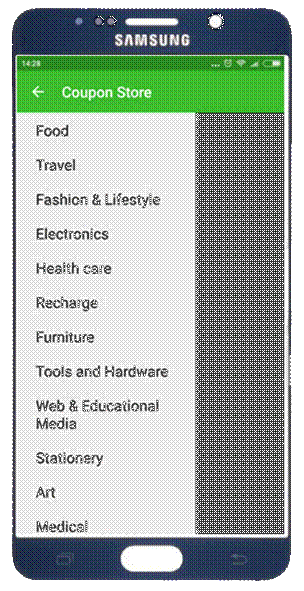 SAMSUNG
14:28
Coupon Store
Food
Travel
Fashion & Lifestyle
Electronics
Health care
Recharge
Furniture
Tools and Hardware
Web & Educational
Media
Stationery
Art
Medical